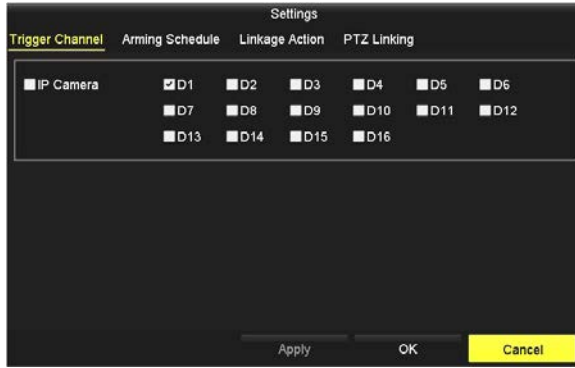 Settings
Trigger Channel Arming Schedule Linkage Action PTZ Linking
IP Camera D1 D2 D3 D4 D5 D6
D7 D8 D9 D10 D11 D12
D13 D14 D15 D16
Apply OK Cancel